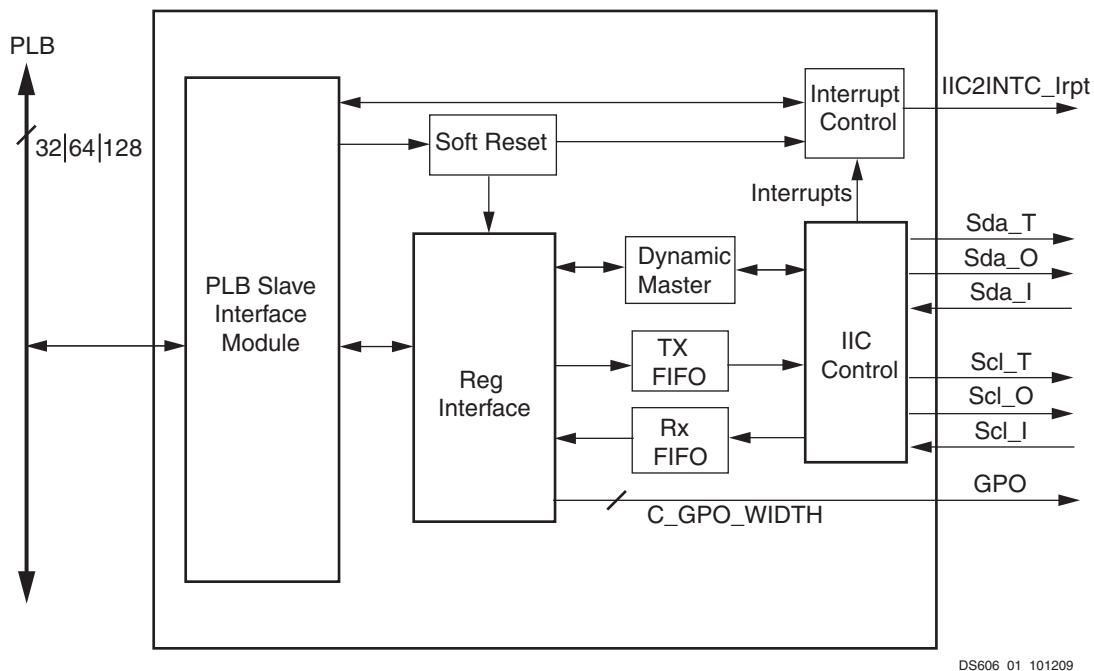 PLB
32|64|128
PLB Slave
Interface
Module
Soft Reset
Interrupt
Control
IIC2INTC_Irpt
Interrupts
Reg
Interface
Dynamic
Master
TX
FIFO
Rx
FIFO
IIC
Control
Sda_T
Sda_O
Sda_I
Scl_T
Scl_O
Scl_I
GPO
C_GPO_WIDTH
DS606_01_101209